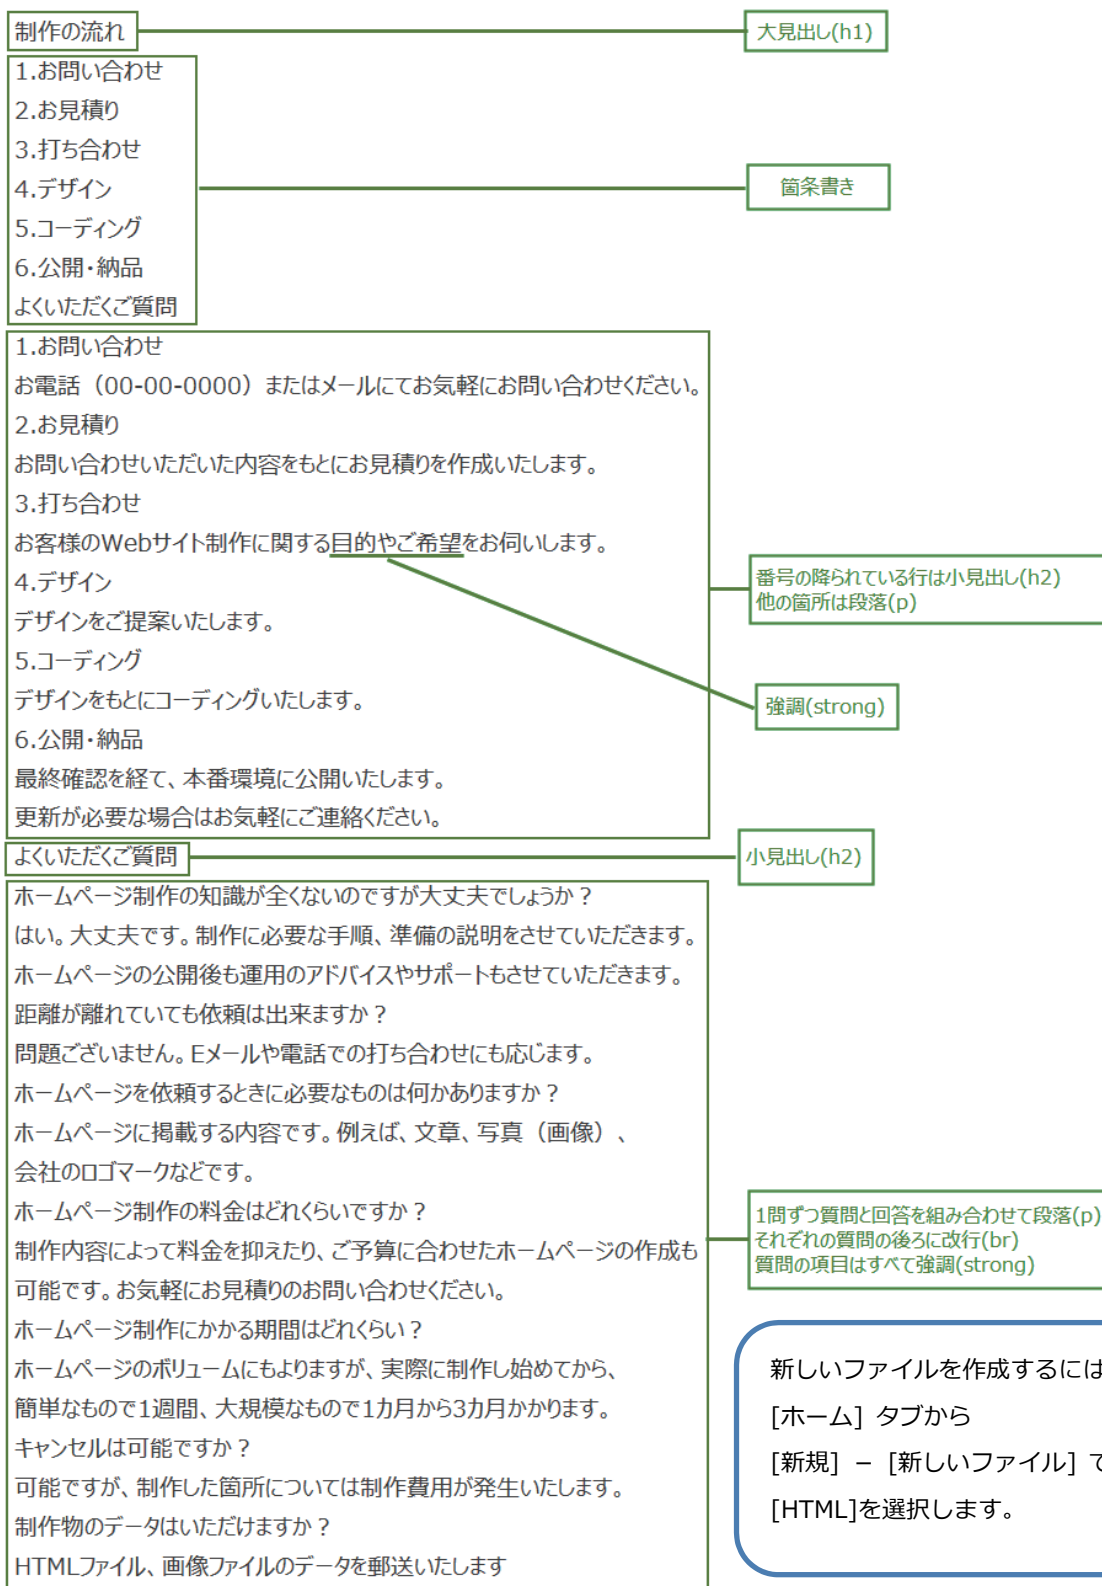 制作の流れ
大見出し(h1)
1.お問い合わせ
2.お見積り
3.打ち合わせ
4.デザイン
5.コーディング
6.公開・納品
よくいただくご質問
箇条書き
1.お問い合わせ
お電話（00-00-0000）またはメールにてお気軽にお問い合わせください。
2.お見積り
お問い合わせいただいた内容をもとにお見積りを作成いたします。
3.打ち合わせ
お客様のWebサイト制作に関する目的やご希望をお伺いします。
4.デザイン
デザインをご提案いたします。
5.コーディング
デザインをもとにコーディングいたします。
6.公開・納品
最終確認を経て、本番環境に公開いたします。
更新が必要な場合はお気軽にご連絡ください。
番号の降られている行は小見出し(h2)
他の箇所は段落(p)
強調(strong)
よくいただくご質問
小見出し(h2)
ホームページ制作の知識が全くないのですが大丈夫でしょうか？
はい。大丈夫です。制作に必要な手順、準備の説明をさせていただきます。
ホームページの公開後も運用のアドバイスやサポートもさせていただきます。
距離が離れていても依頼は出来ますか？
問題ございません。Eメールや電話での打ち合わせにも応じます。
ホームページを依頼するときに必要なものは何かありますか？
ホームページに掲載する内容です。例えば、文章、写真（画像）、
会社のロゴマークなどです。
ホームページ制作の料金はどれくらいですか？
制作内容によって料金を抑えたり、ご予算に合わせたホームページの作成も
可能です。お気軽にお見積りのお問い合わせください。
ホームページ制作にかかる期間はどれくらい？
ホームページのボリュームにもよりますが、実際に制作し始めてから、
簡単なもので1週間、大規模なもので1カ月から3カ月かかります。
キャンセルは可能ですか？
可能ですが、制作した箇所については制作費用が発生いたします。
制作物のデータはいただけますか？
HTMLファイル、画像ファイルのデータを郵送いたします
1問ずつ質問と回答を組み合わせて段落(p)
それぞれの質問の後ろに改行(br)
質問の項目はすべて強調(strong)
新しいファイルを作成するには
[ホーム] タブから
[新規] － [新しいファイル] で
[HTML]を選択します。